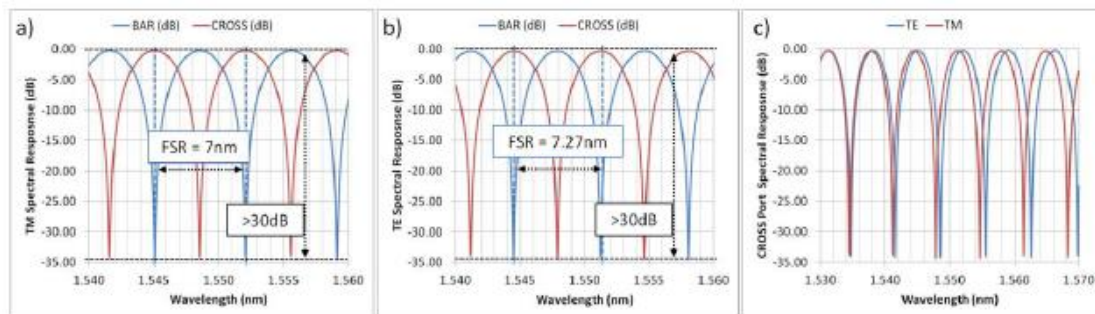 a)
BAR (dB) CROSS (dB)
TM Spectral Resposnse (dB)
0.00
-5.00
-10.00
-15.00
-20.00
-25.00
-30.00
-35.00
FSR = 7nm
>30dB
1.540 1.545 1.550 1.555 1.560
Wavelength (nm)
b)
BAR (dB) CROSS (dB)
TE Spectral Resposnse (dB)
0.00
-5.00
-10.00
-15.00
-20.00
-25.00
-30.00
-35.00
FSR = 7.27nm
>30dB
1.540 1.545 1.550 1.555 1.560
Wavelength (nm)
c)
TE TM
CROSS Port Spectral Resposnse (dB)
0.00
-5.00
-10.00
-15.00
-20.00
-25.00
-30.00
-35.00
1.530 1.540 1.550 1.560 1.570
Wavelength (nm)